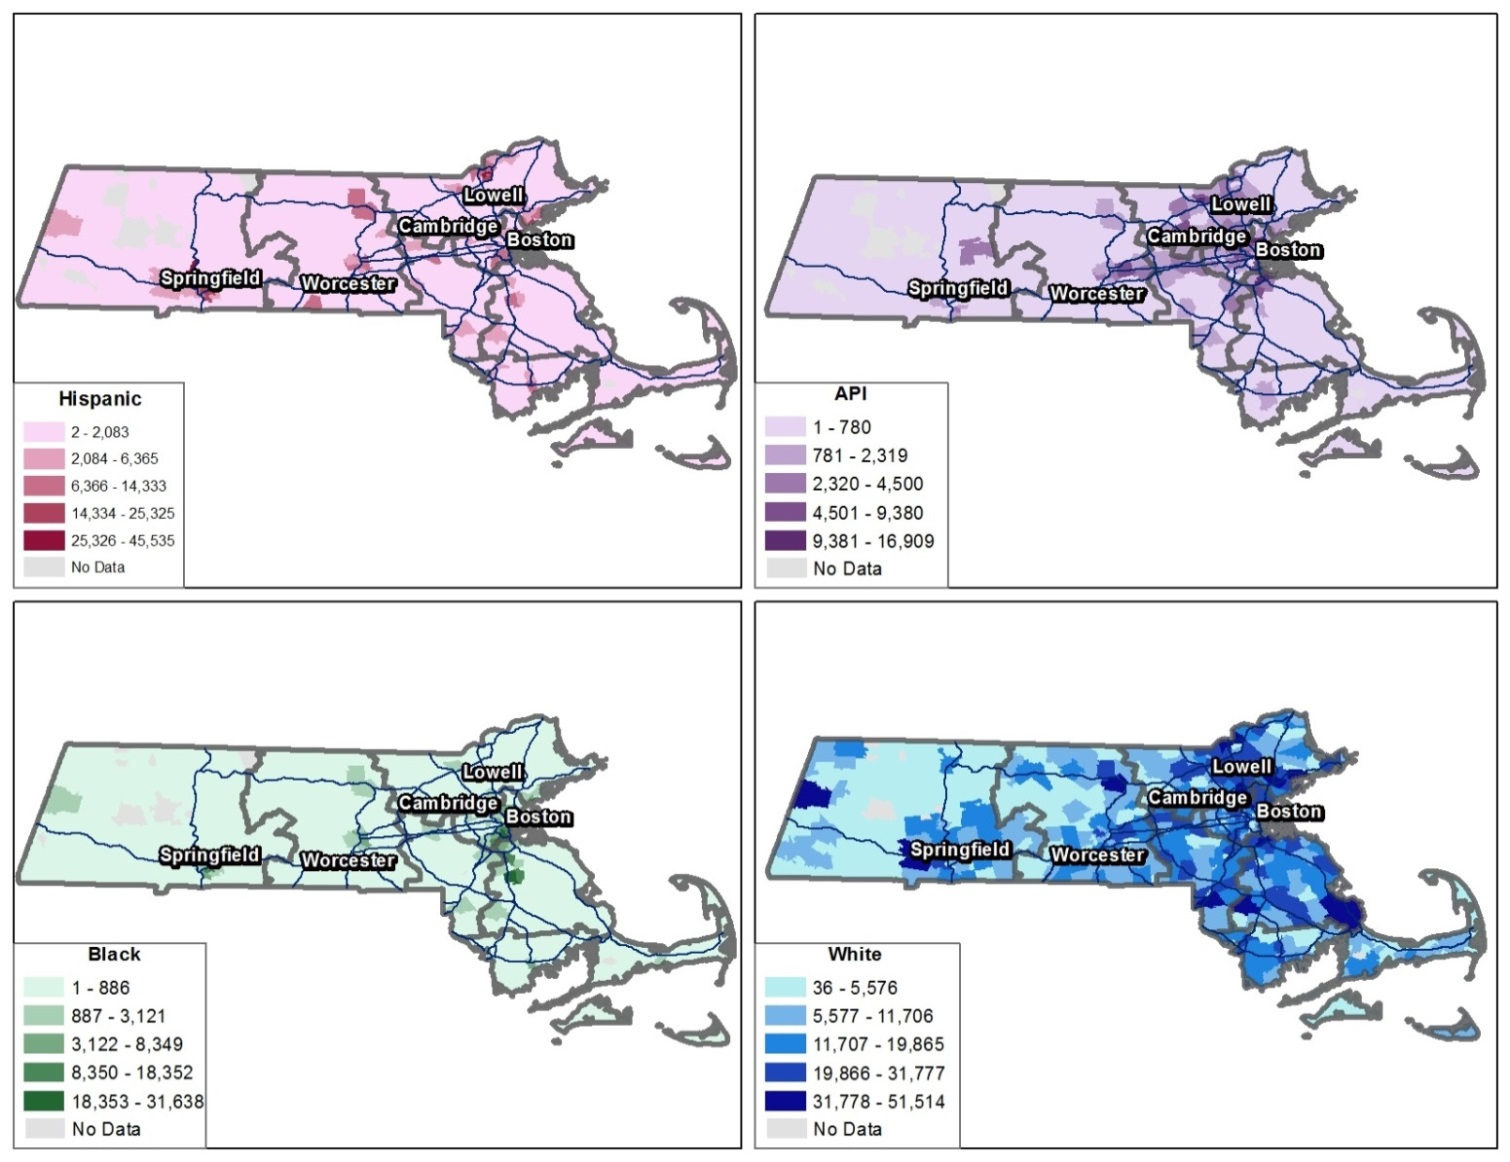 Lowell
Cambridge
Boston
Springfield
Worcester
Hispanic
2 - 2,083
2,084 - 6,365
6,366 - 14,333
14,334 - 25,325
25,326 - 45,535
No Data
Lowell
Cambridge
Boston
Springfield
Worcester
API
1 - 780
781 - 2,319
2,320 - 4,500
4,501 - 9,380
9,381 - 16,909
No Data
Lowell
Cambridge
Boston
Springfield
Worcester
Black
1 - 886
887 - 3,121
3,122 - 8,349
8,350 - 18,352
18,353 - 31,638
No Data
Lowell
Cambridge
Boston
Springfield
Worcester
White
36 - 5,576
5,577 - 11,706
11,707 - 19,865
19,866 - 31,777
31,778 - 51,514
No Data